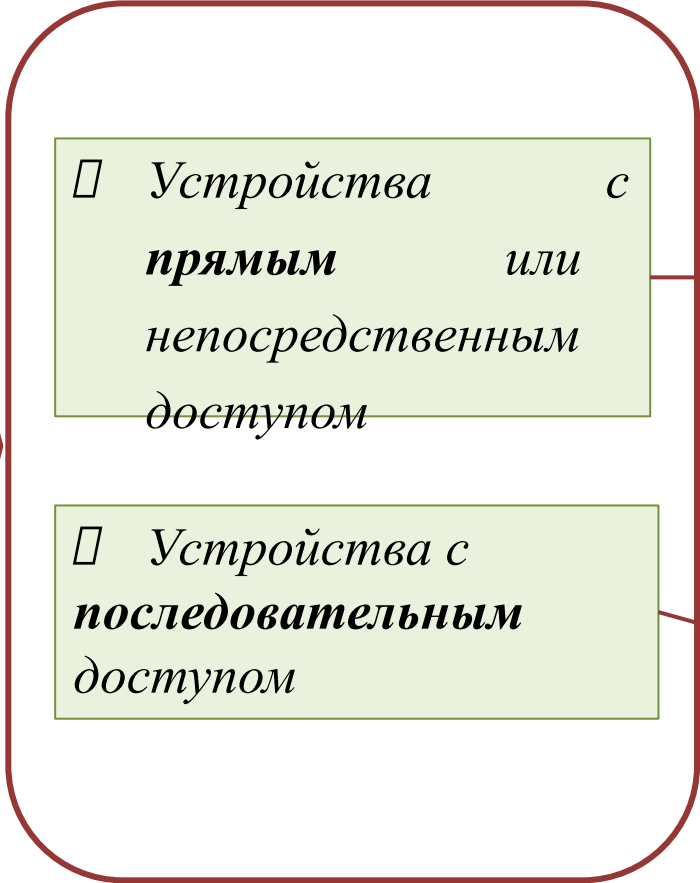 Устройства с
прямым или
непосредственным
доступом
Устройства с
последовательным
доступом